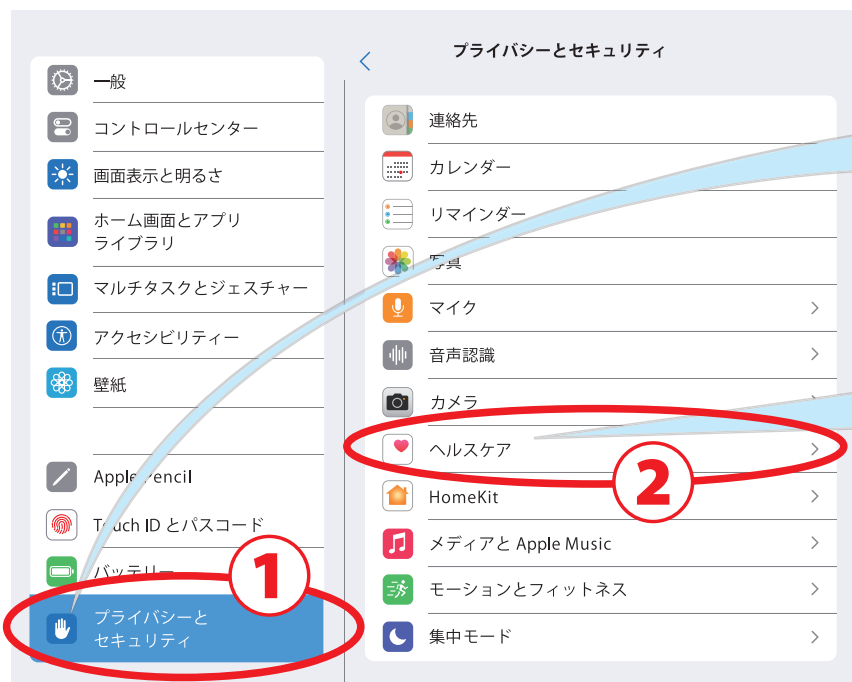 プライバシーとセキュリティ
一般
コントロールセンター
画面表示と明るさ
ホーム画面とアプリ
ライブラリ
マルチタスクとジェスチャー
アクセシビリティー
壁紙
Apple Pencil
Touch ID とパスコード
バッテリー
プライバシーと
セキュリティ
1
連絡先
カレンダー
リマインダー
写真
マイク
音声認識
カメラ
ヘルスケア
2
HomeKit
メディアと Apple Music
モーションとフィットネス
集中モード